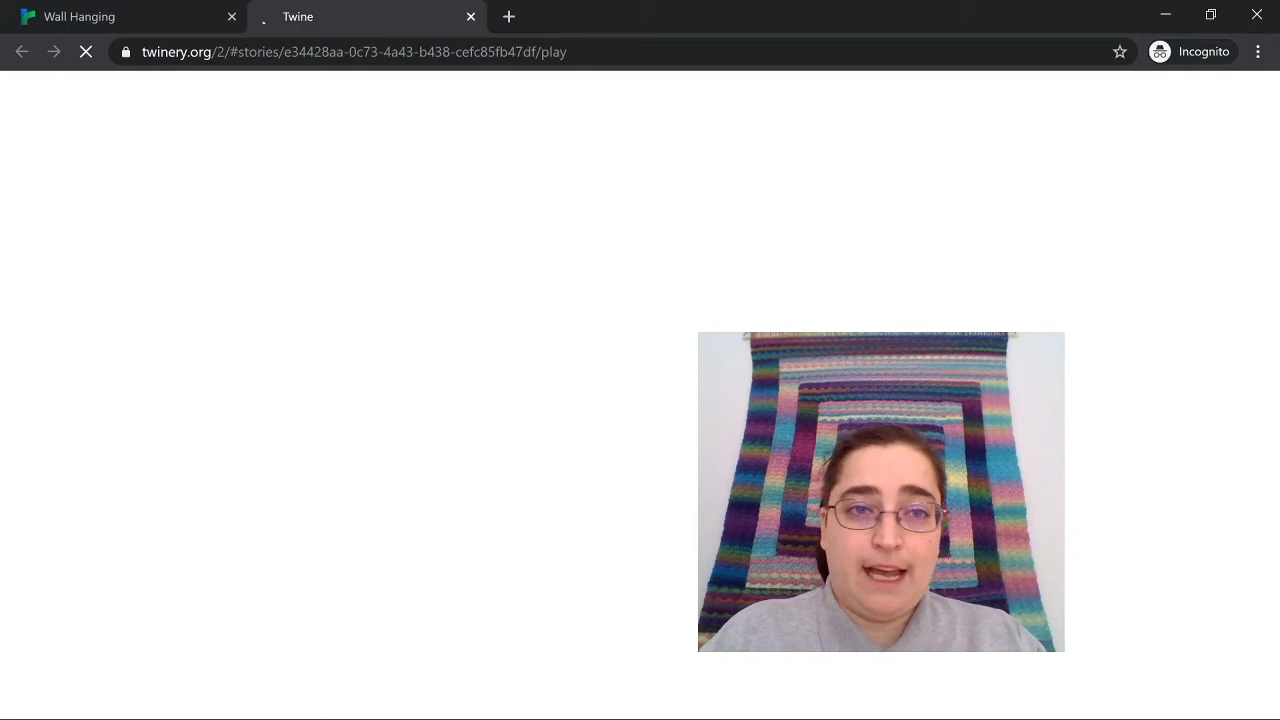 Wall Hanging
Twine
twinery.org/2/#stories/e34428aa-0c73-4a43-b438-cefc85fb47df/play
Incognito